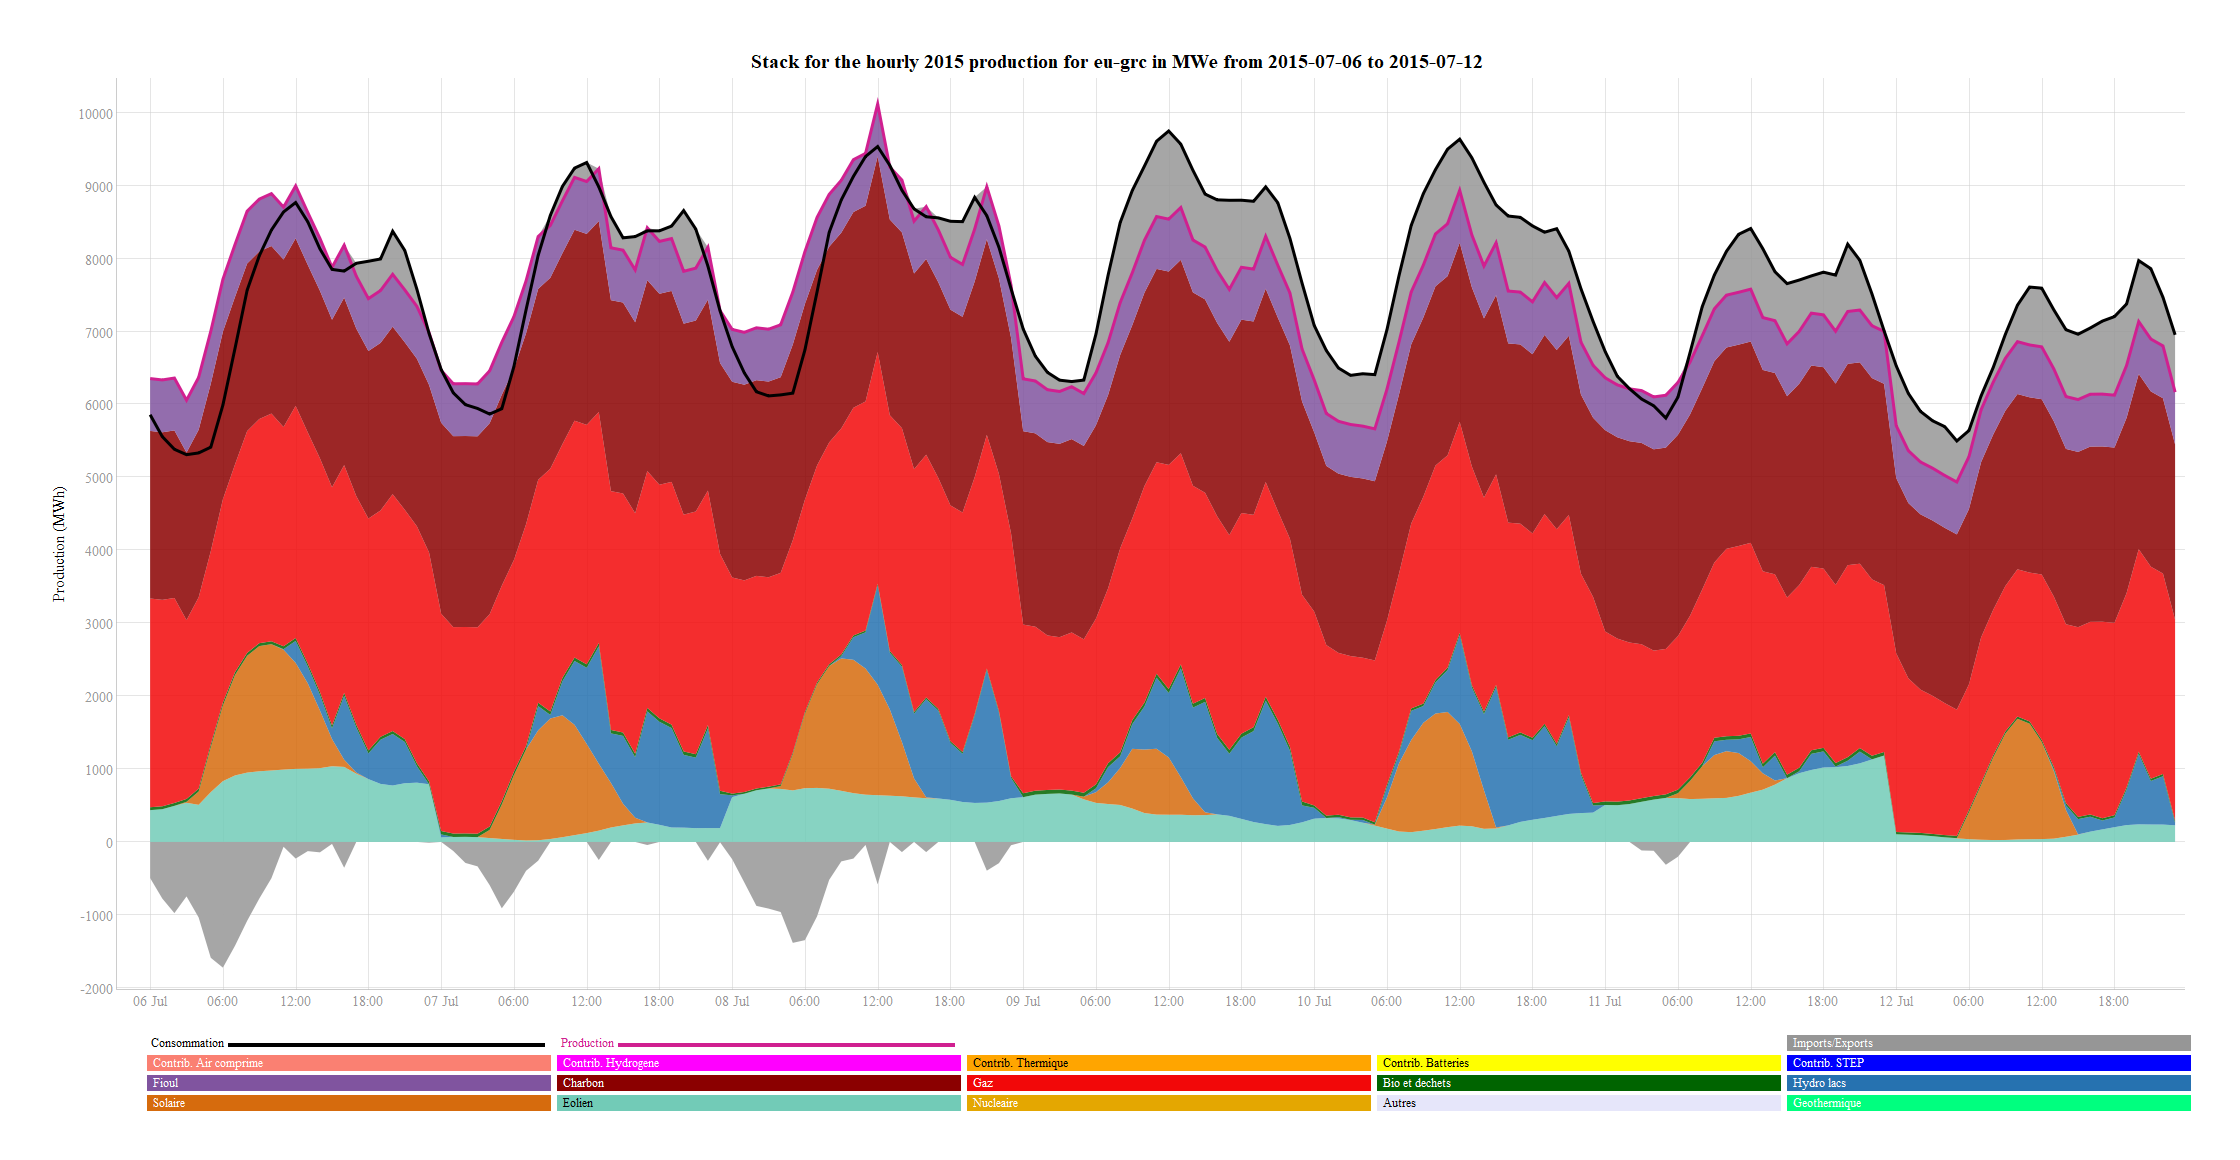 Stack for the hourly 2015 production for eu-grc in MWe from 2015-07-06 to 2015-07-12
Production (MWh)
10000
9000
8000
7000
6000
5000
4000
3000
2000
1000
0
-1000
-2000
06 Jul 06:00 12:00 18:00 07 Jul 06:00 12:00 18:00 08 Jul 06:00 12:00 18:00 09 Jul 06:00 12:00 18:00 10 Jul 06:00 12:00 18:00 11 Jul 06:00 12:00 18:00 12 Jul 06:00 12:00 18:00
Consommation Production Imports/Exports
Contrib. Air comprime Contrib. Hydrogene Contrib. Thermique Contrib. Batteries Contrib. STEP
Fioul Charbon Gaz Bio et dechets Hydro lacs
Solaire Eolien Nucleaire Autres Geothermique